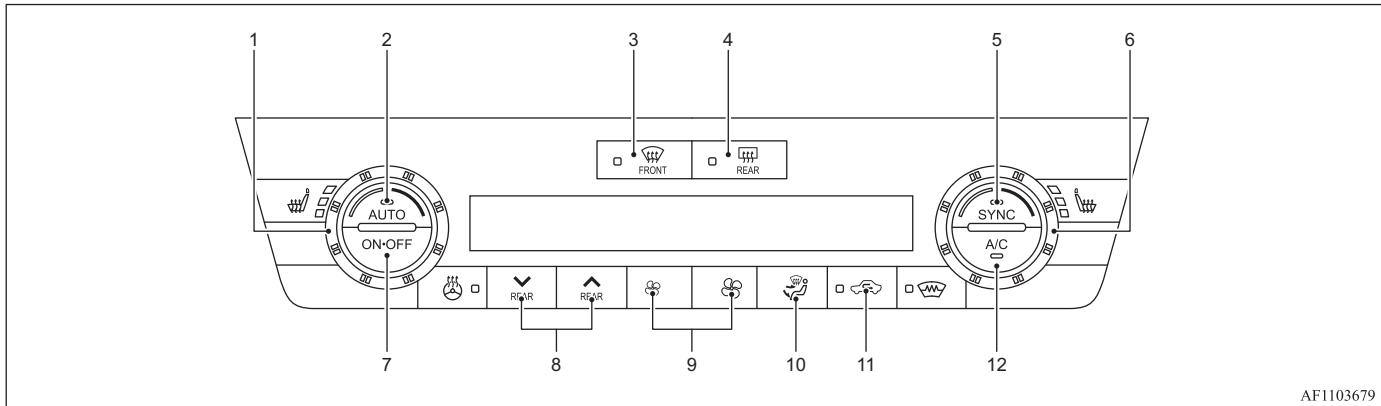 1 2 3 4 5 6
FRONT REAR
AUTO SYNC
ON•OFF A/C
REAR REAR
7 8 9 10 11 12
AF1103679